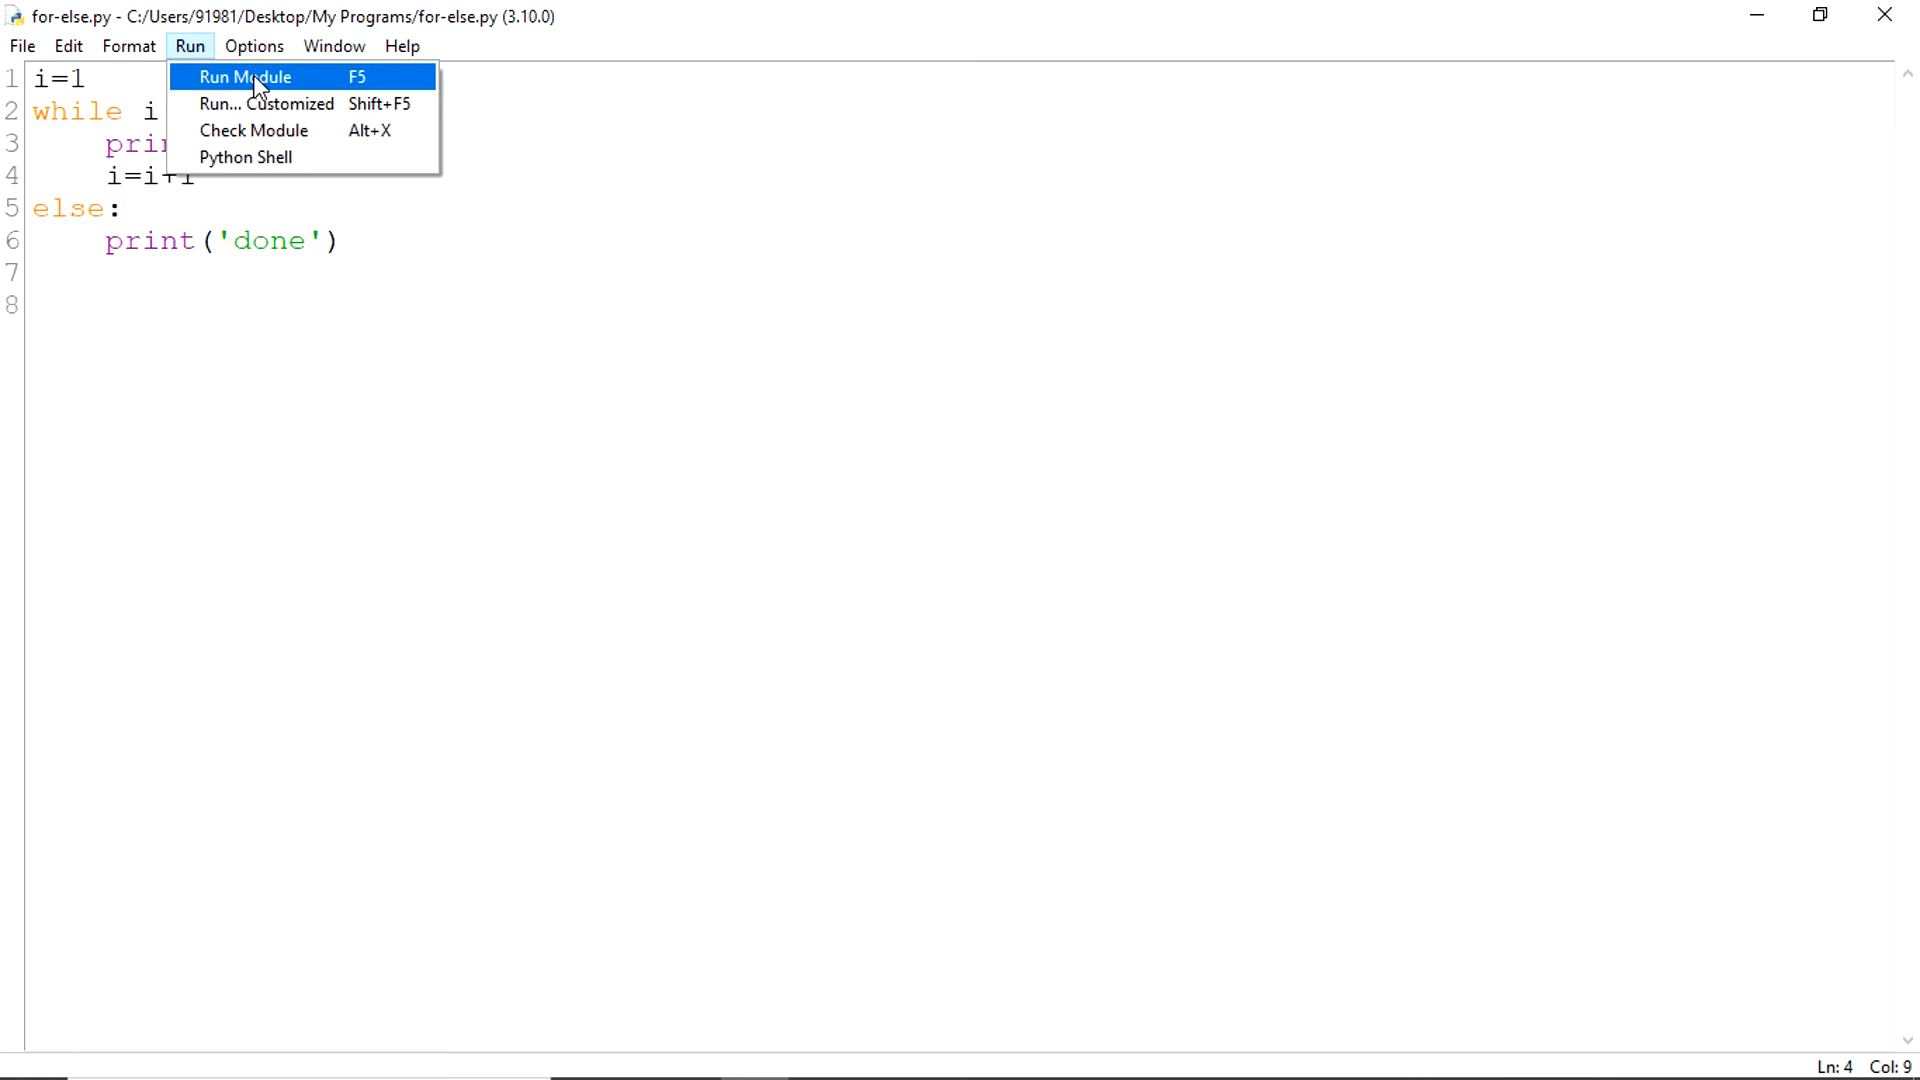 for-else.py - C:/Users/91981/Desktop/My Programs/for-else.py (3.10.0)
File Edit Format Run Options Window Help
Run Module F5
Run... Customized Shift+F5
Check Module Alt+X
Python Shell
1 i=1
2 while i
3
4 i=i+1
5 else:
6 print('done')
7
8
Ln: 4 Col: 9